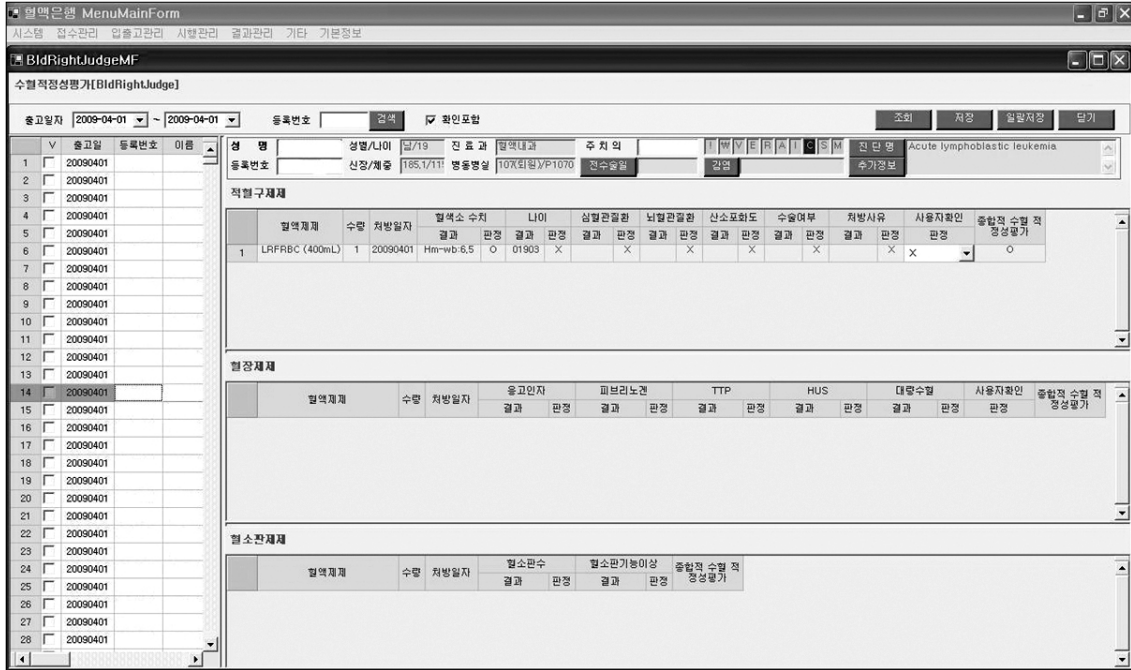 혈액은행 MenuMainForm
시스템 접수관리 입출고관리 시행관리 결과관리 기타 기본정보
BldRightJudgeMF
수혈적정성평가[BldRightJudge]
출고일자 2009-04-01 ~ 2009-04-01 등록번호 검색 확인포함 조회 저장 일괄저장 닫기
V 출고일 등록번호 이름
1 20090401
2 20090401
3 20090401
4 20090401
5 20090401
6 20090401
7 20090401
8 20090401
9 20090401
10 20090401
11 20090401
12 20090401
13 20090401
14 20090401
15 20090401
16 20090401
17 20090401
18 20090401
19 20090401
20 20090401
21 20090401
22 20090401
23 20090401
24 20090401
25 20090401
26 20090401
27 20090401
28 20090401
성 명 성별/나이 남/19 진 료 과 혈액내과 주 치 의 I W V E R A I C S M 진 단 명 Acute lymphoblastic leukemia
등록번호 신장/체중 185,1/11 병동병실 107(퇴원)/P1070 전수술일 감염 추가정보
적혈구제제
혈액제제 수량 처방일자 혈색소 수치 나이 심혈관질환 뇌혈관질환 산소포화도 수술여부 처방사유 사용자확인 종합적 수혈 적정성평가
결과 판정 결과 판정 결과 판정 결과 판정 결과 판정 결과 판정 결과 판정 판정
1 LRFRBC (400mL) 1 20090401 Hm-wb:6,5 O 01903 X X X X X X X O
혈장제제
혈액제제 수량 처방일자 응고인자 피브리노겐 TTP HUS 대량수혈 사용자확인 종합적 수혈 적정성평가
결과 판정 결과 판정 결과 판정 결과 판정 결과 판정 판정
혈소판제제
혈액제제 수량 처방일자 혈소판수 혈소판기능이상 종합적 수혈 적정성평가
결과 판정 결과 판정